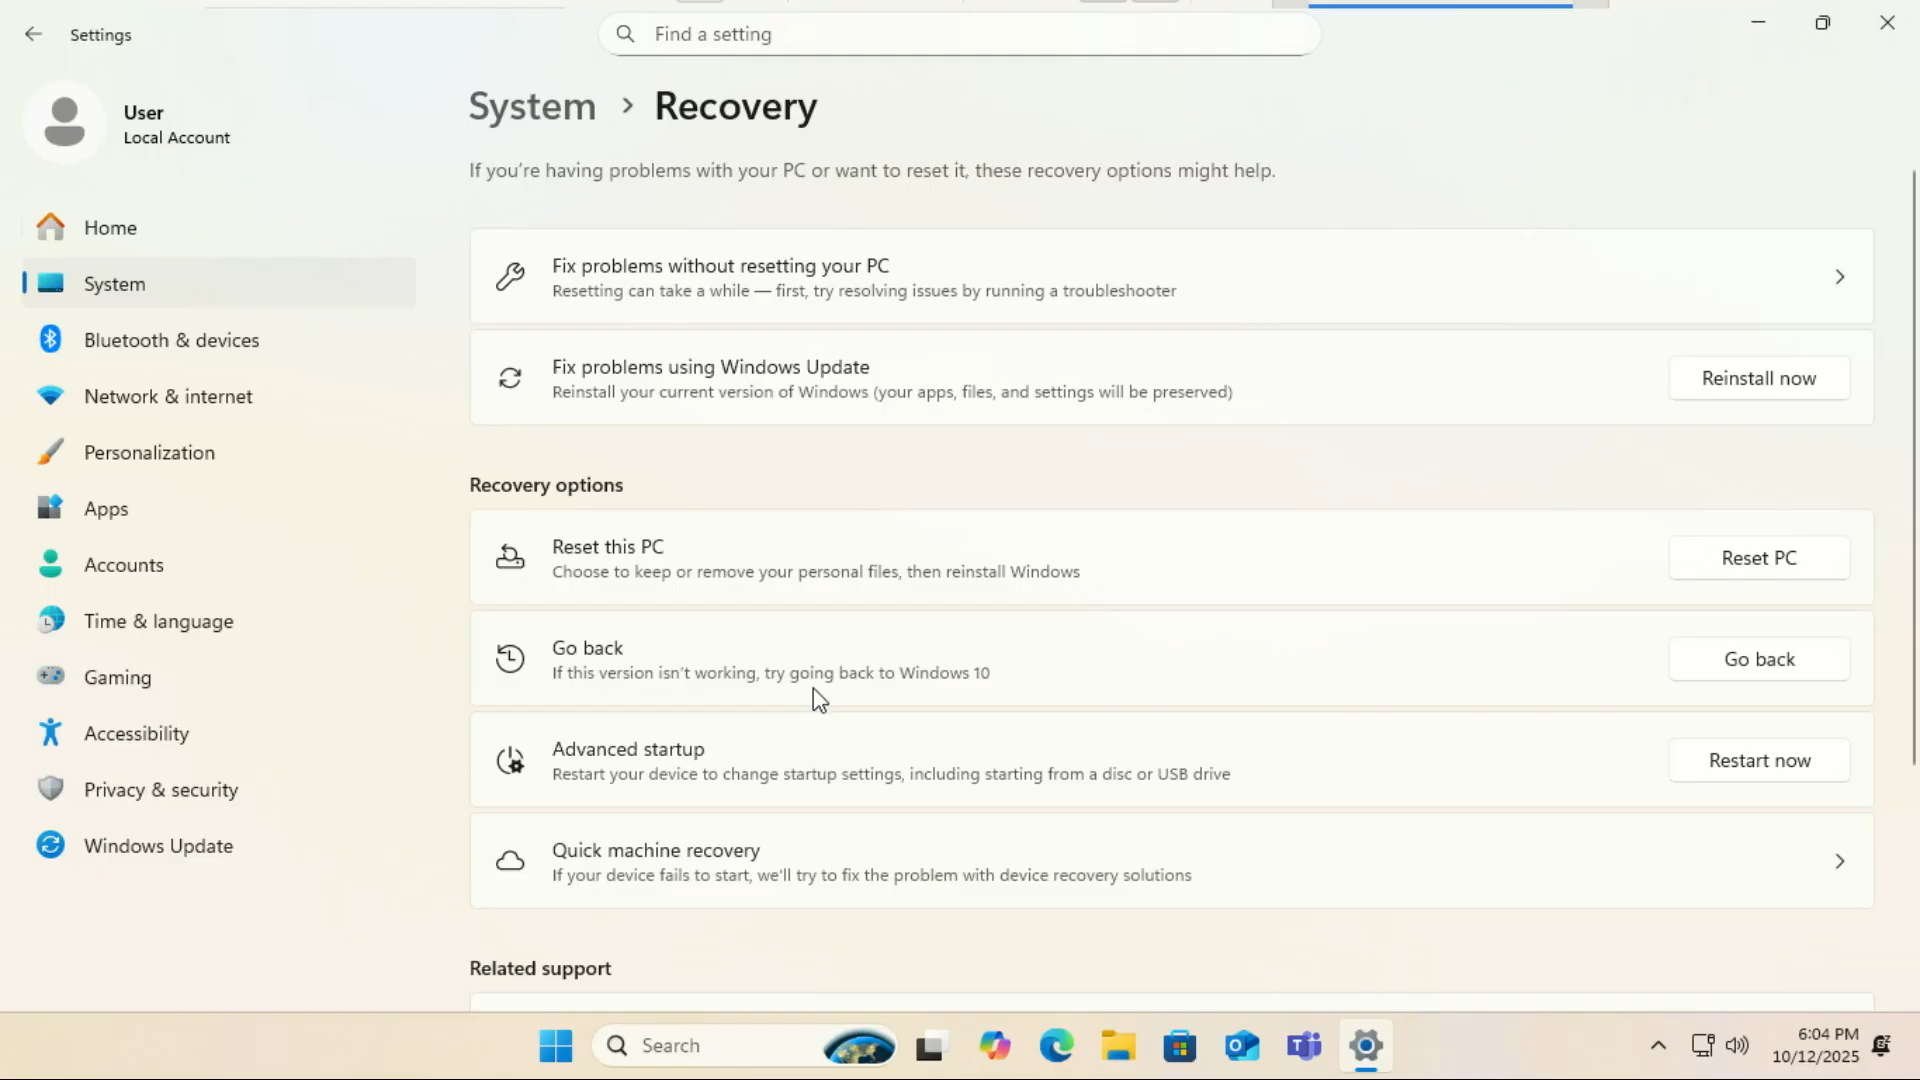 Settings
Find a setting
User
Local Account
Home
System
Bluetooth & devices
Network & internet
Personalization
Apps
Accounts
Time & language
Gaming
Accessibility
Privacy & security
Windows Update
System > Recovery
If you're having problems with your PC or want to reset it, these recovery options might help.
Fix problems without resetting your PC
Resetting can take a while — first, try resolving issues by running a troubleshooter
Fix problems using Windows Update
Reinstall your current version of Windows (your apps, files, and settings will be preserved)
Reinstall now
Recovery options
Reset this PC
Choose to keep or remove your personal files, then reinstall Windows
Reset PC
Go back
If this version isn't working, try going back to Windows 10
Go back
Advanced startup
Restart your device to change startup settings, including starting from a disc or USB drive
Restart now
Quick machine recovery
If your device fails to start, we'll try to fix the problem with device recovery solutions
Related support
Search
6:04 PM
10/12/2025